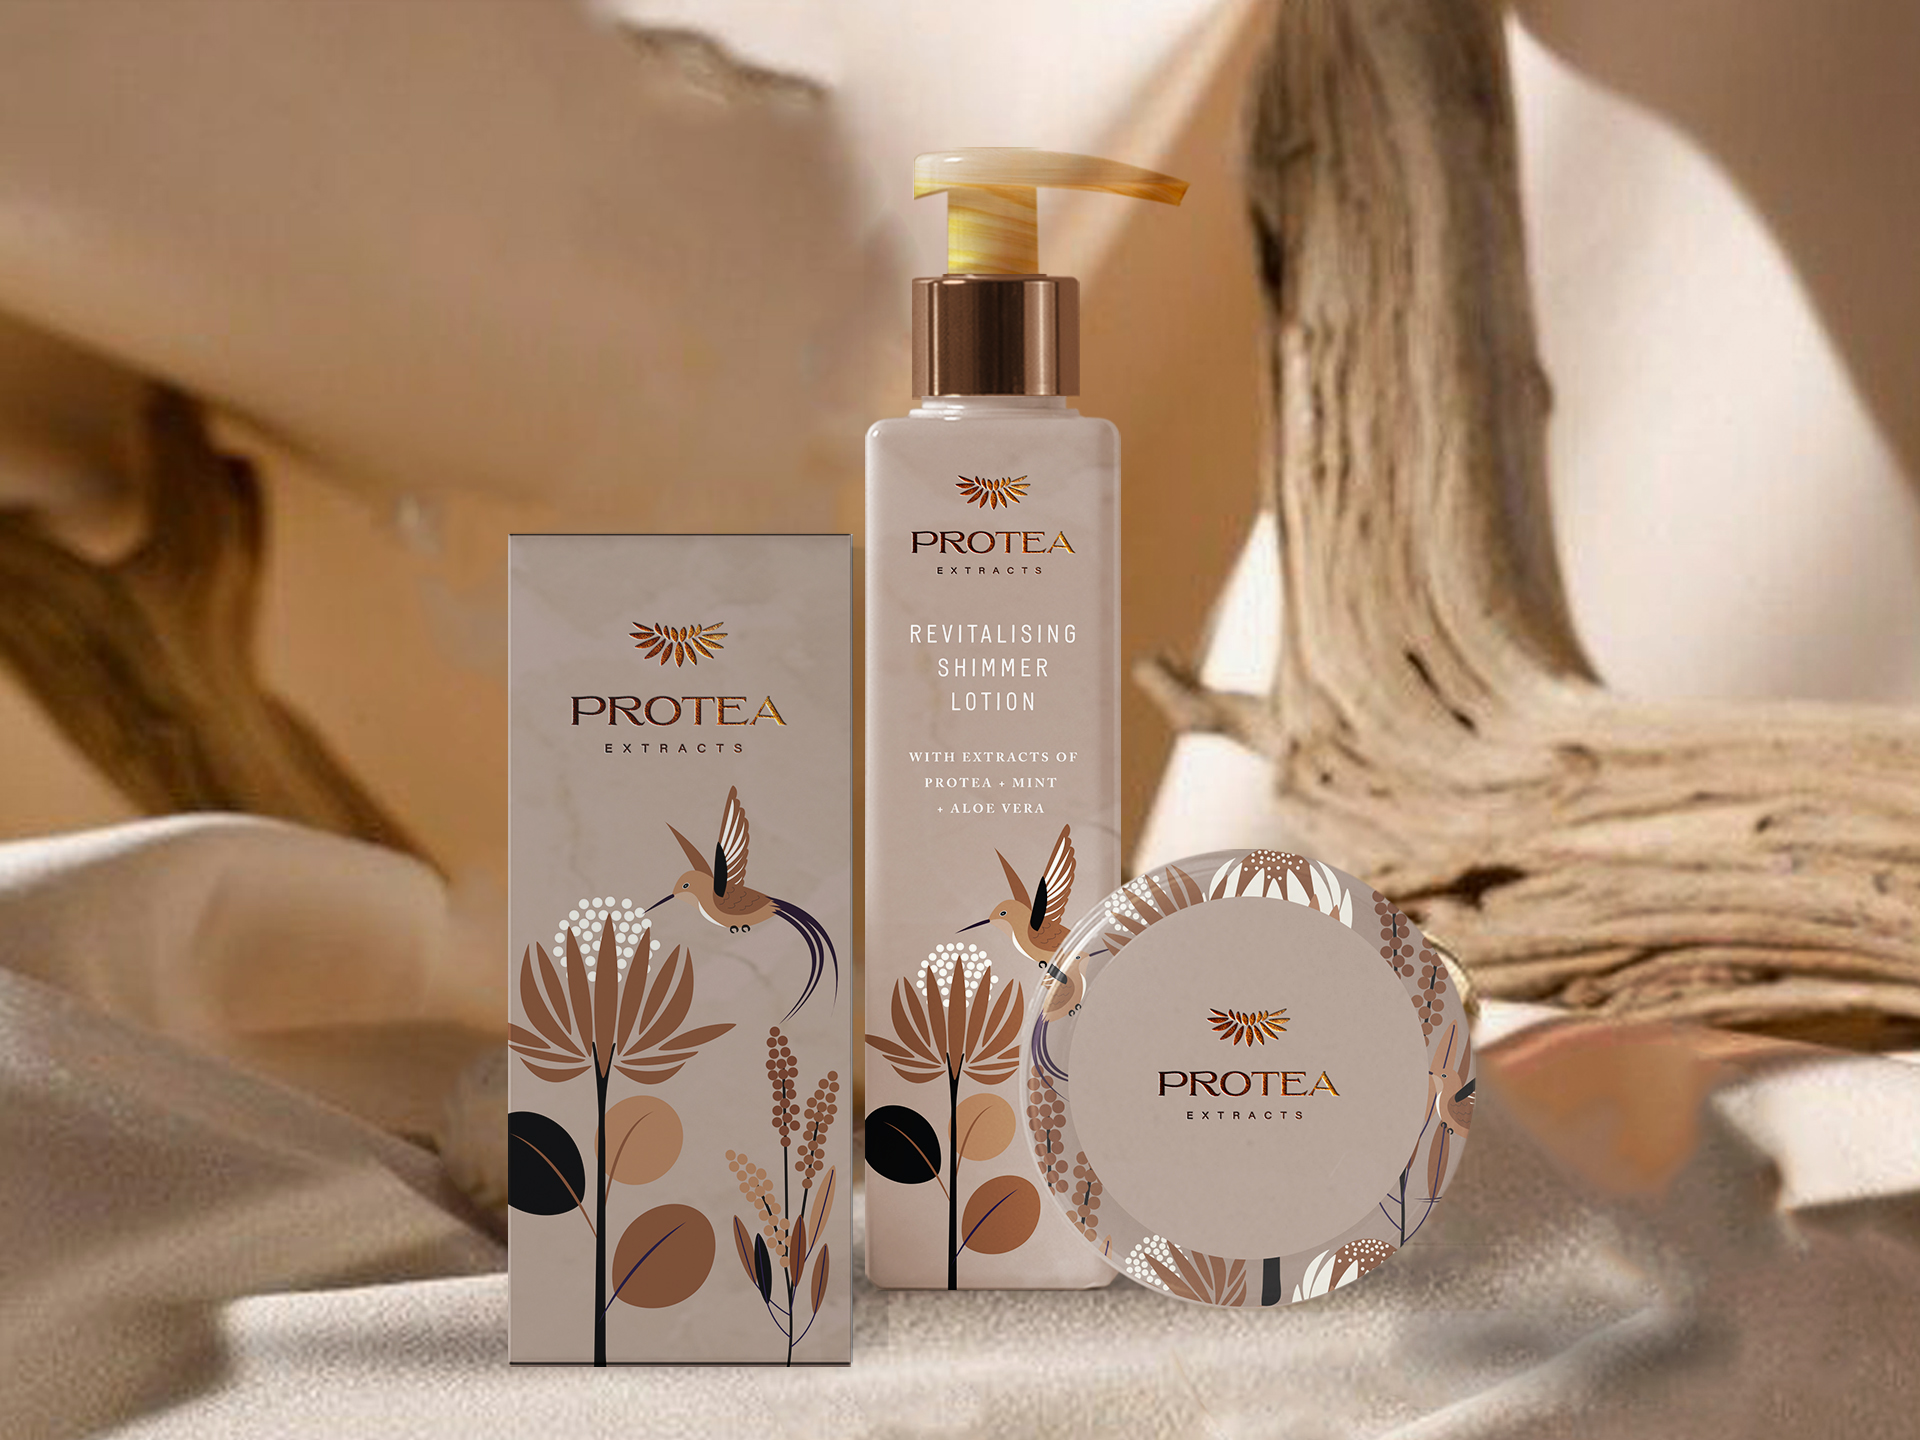 PROTEA
EXTRACTS
PROTEA
EXTRACTS
REVITALISING
SHIMMER
LOTION
WITH EXTRACTS OF
PROTEA + MINT
+ ALOE VERA
PROTEA
EXTRACTS